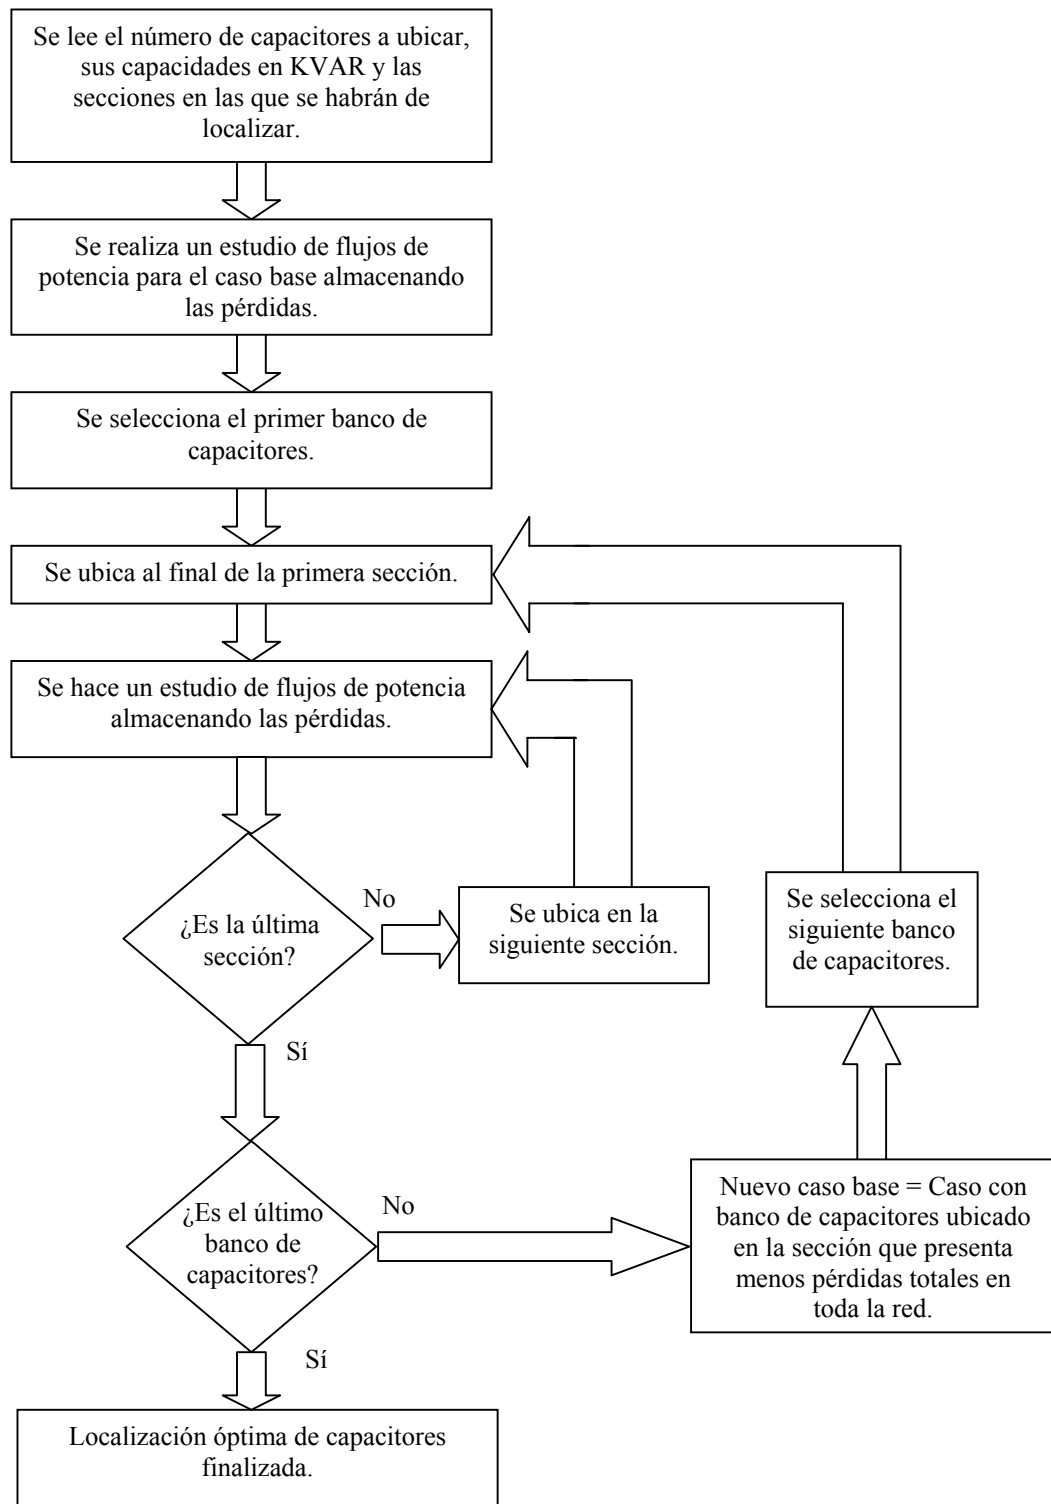 Se lee el número de capacitores a ubicar,
sus capacidades en KVAR y las
secciones en las que se habrán de
localizar.
Se realiza un estudio de flujos de
potencia para el caso base almacenando
las pérdidas.
Se selecciona el primer banco de
capacitores.
Se ubica al final de la primera sección.
Se hace un estudio de flujos de potencia
almacenando las pérdidas.
¿Es la última
sección?
No
Se ubica en la
siguiente sección.
Se selecciona el
siguiente banco
de capacitores.
Sí
¿Es el último
banco de
capacitores?
No
Nuevo caso base = Caso con
banco de capacitores ubicado
en la sección que presenta
menos pérdidas totales en
toda la red.
Sí
Localización óptima de capacitores
finalizada.